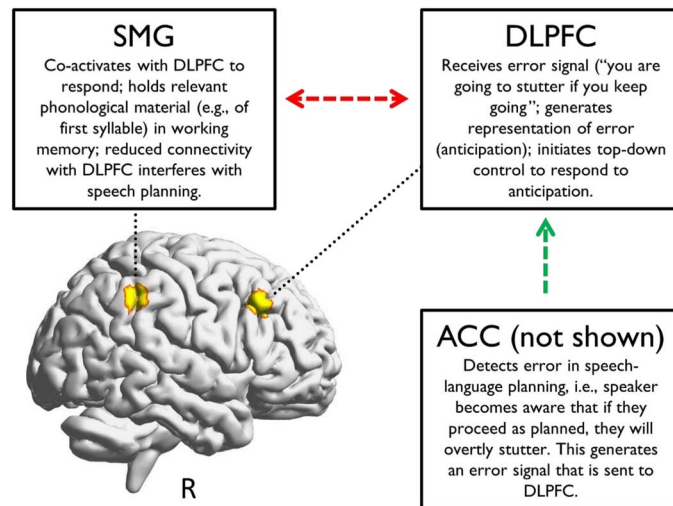 SMG
Co-activates with DLPFC to
respond; holds relevant
phonological material (e.g., of
first syllable) in working
memory; reduced connectivity
with DLPFC interferes with
speech planning.
DLPFC
Receives error signal (“you are
going to stutter if you keep
going”; generates
representation of error
(anticipation); initiates top-down
control to respond to
anticipation.
ACC (not shown)
Detects error in speech-
language planning, i.e., speaker
becomes aware that if they
proceed as planned, they will
overtly stutter. This generates
an error signal that is sent to
DLPFC.
R